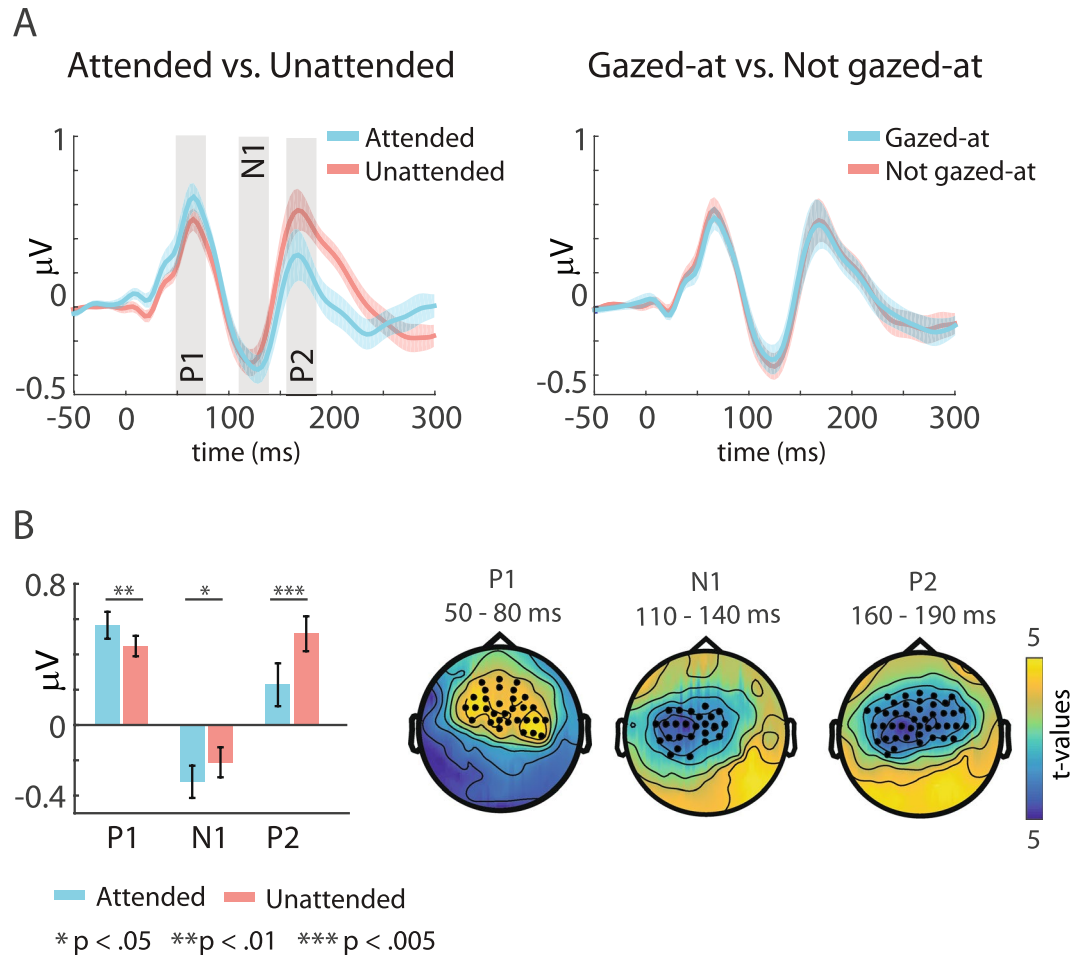 A
Attended vs. Unattended
Gazed-at vs. Not gazed-at
1
0
-0.5
μV
-50 0 100 200 300
time (ms)
P1
N1
P2
Attended
Unattended
1
0
-0.5
μV
-50 0 100 200 300
time (ms)
Gazed-at
Not gazed-at
B
0.8
0
-0.4
μV
** * ***
P1 N1 P2
Attended Unattended
* p < .05 **p < .01 *** p < .005
P1
50 - 80 ms
N1
110 - 140 ms
P2
160 - 190 ms
5
5
t-values